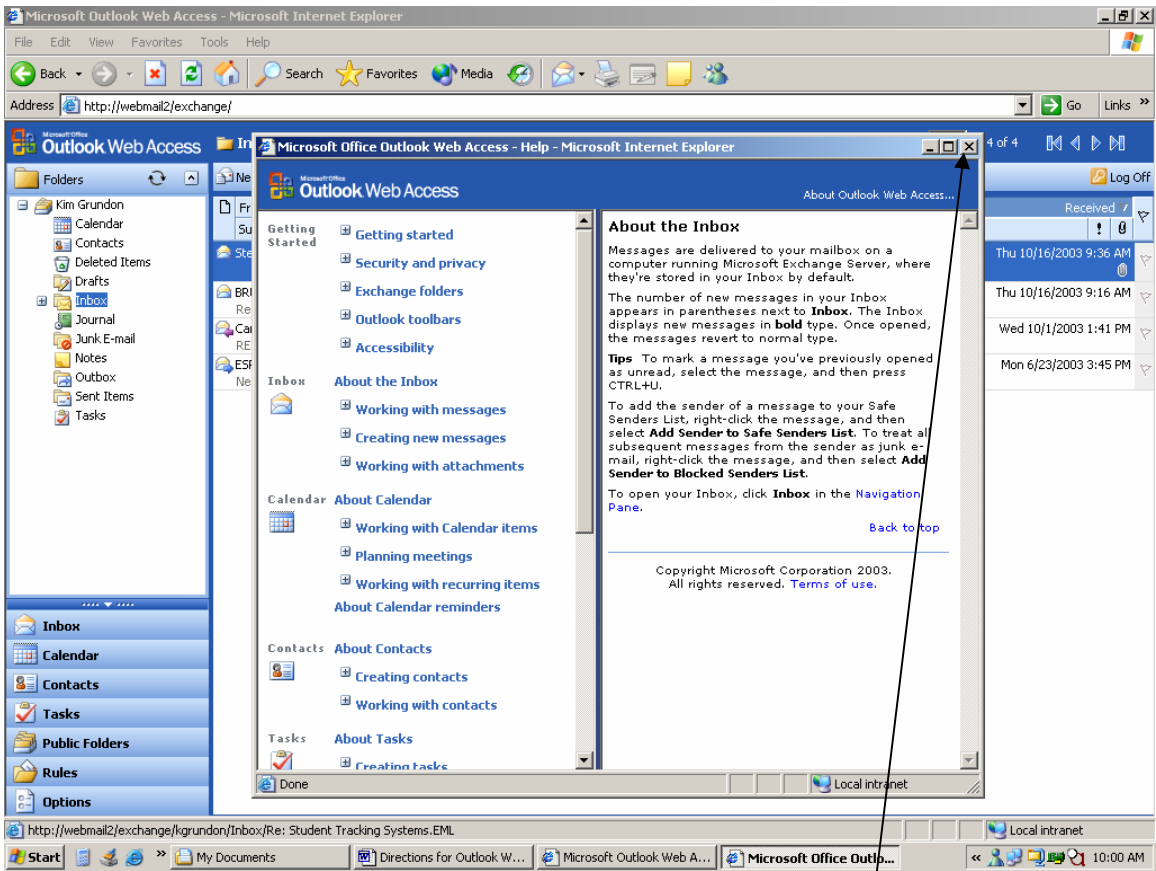 Microsoft Outlook Web Access - Microsoft Internet Explorer
File Edit View Favorites Tools Help
Back Search Favorites Media
Address http://webmail2/exchange/ Go Links »
Microsoft Office
Outlook Web Access
In
4 of 4
Folders
Ne
Log Off
Kim Grundon
Calendar
Contacts
Deleted Items
Drafts
Inbox
Journal
Junk E-mail
Notes
Outbox
Sent Items
Tasks
Fr
Received
Su
Ste
Thu 10/16/2003 9:36 AM
BRI
Thu 10/16/2003 9:16 AM
Re
Car
Wed 10/1/2003 1:41 PM
RE
ESF
Mon 6/23/2003 3:45 PM
Ne
Inbox
Calendar
Contacts
Tasks
Public Folders
Rules
Options
Microsoft Office Outlook Web Access - Help - Microsoft Internet Explorer
Microsoft Office
Outlook Web Access
About Outlook Web Access...
Getting Started
Getting started
Security and privacy
Exchange folders
Outlook toolbars
Accessibility
Inbox About the Inbox
Working with messages
Creating new messages
Working with attachments
Calendar About Calendar
Working with Calendar items
Planning meetings
Working with recurring items
About Calendar reminders
Contacts About Contacts
Creating contacts
Working with contacts
Tasks About Tasks
Creating tasks
About the Inbox
Messages are delivered to your mailbox on a
computer running Microsoft Exchange Server, where
they're stored in your Inbox by default.
The number of new messages in your Inbox
appears in parentheses next to Inbox. The Inbox
displays new messages in bold type. Once opened,
the messages revert to normal type.
Tips To mark a message you've previously opened
as unread, select the message, and then press
CTRL+U.
To add the sender of a message to your Safe
Senders List, right-click the message, and then
select Add Sender to Safe Senders List. To treat all
subsequent messages from the sender as junk e-
mail, right-click the message, and then select Add
Sender to Blocked Senders List.
To open your Inbox, click Inbox in the Navigation
Pane.
Back to top
Copyright Microsoft Corporation 2003.
All rights reserved. Terms of use.
Done
Local intranet
http://webmail2/exchange/kgrundon/Inbox/Re: Student Tracking Systems.EML
Local intranet
Start » My Documents Directions for Outlook W... Microsoft Outlook Web A... Microsoft Office Outlo... « 10:00 AM